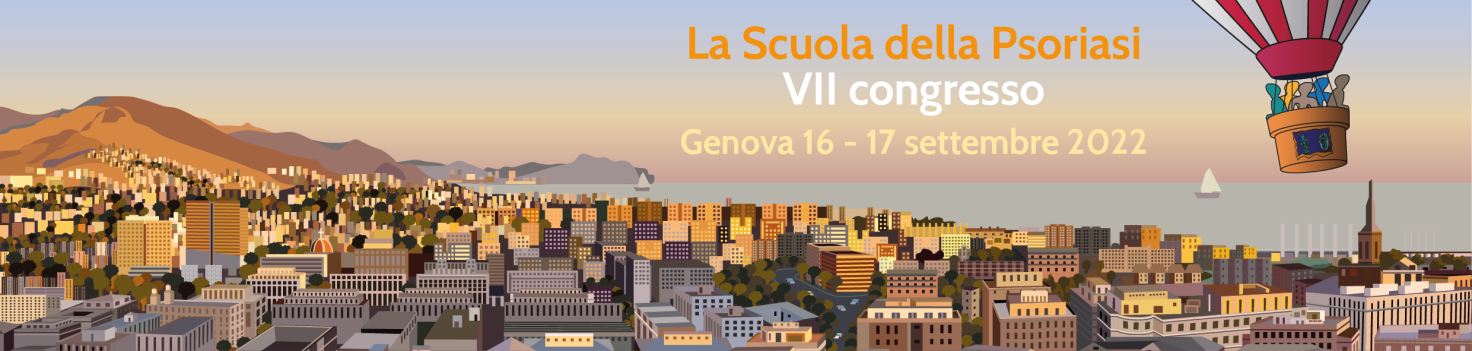 La Scuola della Psoriasi
VII congresso
Genova 16 - 17 settembre 2022